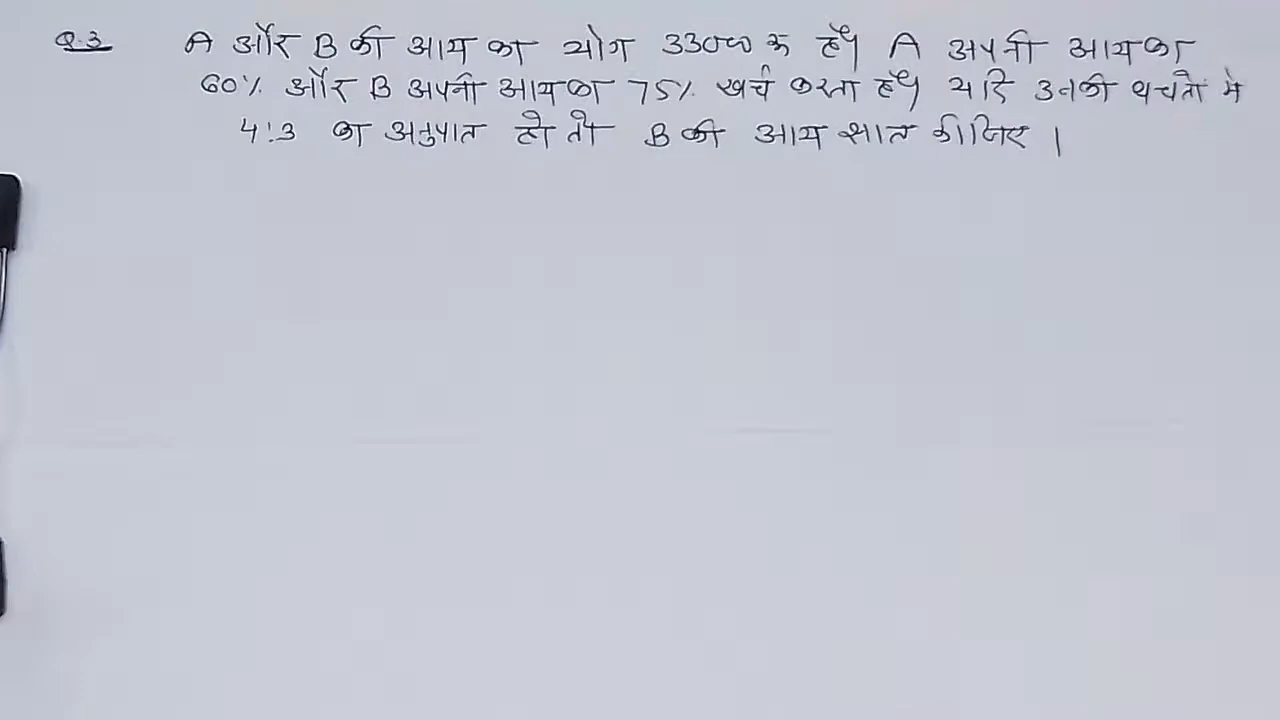 Q.3 A और B की आय का योग 33000 रु हैं। A अपनी आय का
60% और B अपनी आय का 75% खर्च करता हैं। यदि उनकी बचतो में
4:3 का अनुपात हो तो B की आय ज्ञात कीजिए ।